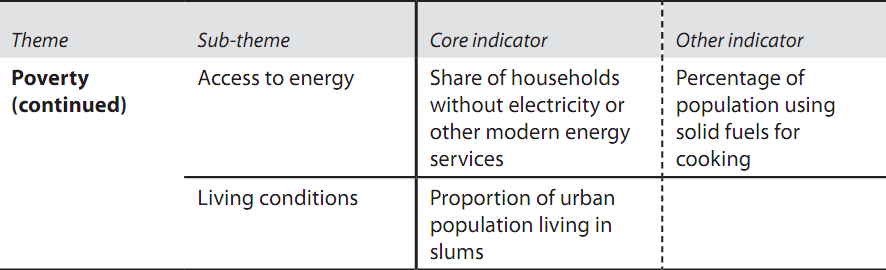 Theme Sub-theme Core indicator Other indicator
Poverty (continued)
Access to energy
Share of households
without electricity or
other modern energy
services
Percentage of
population using
solid fuels for
cooking
Living conditions
Proportion of urban
population living in
slums